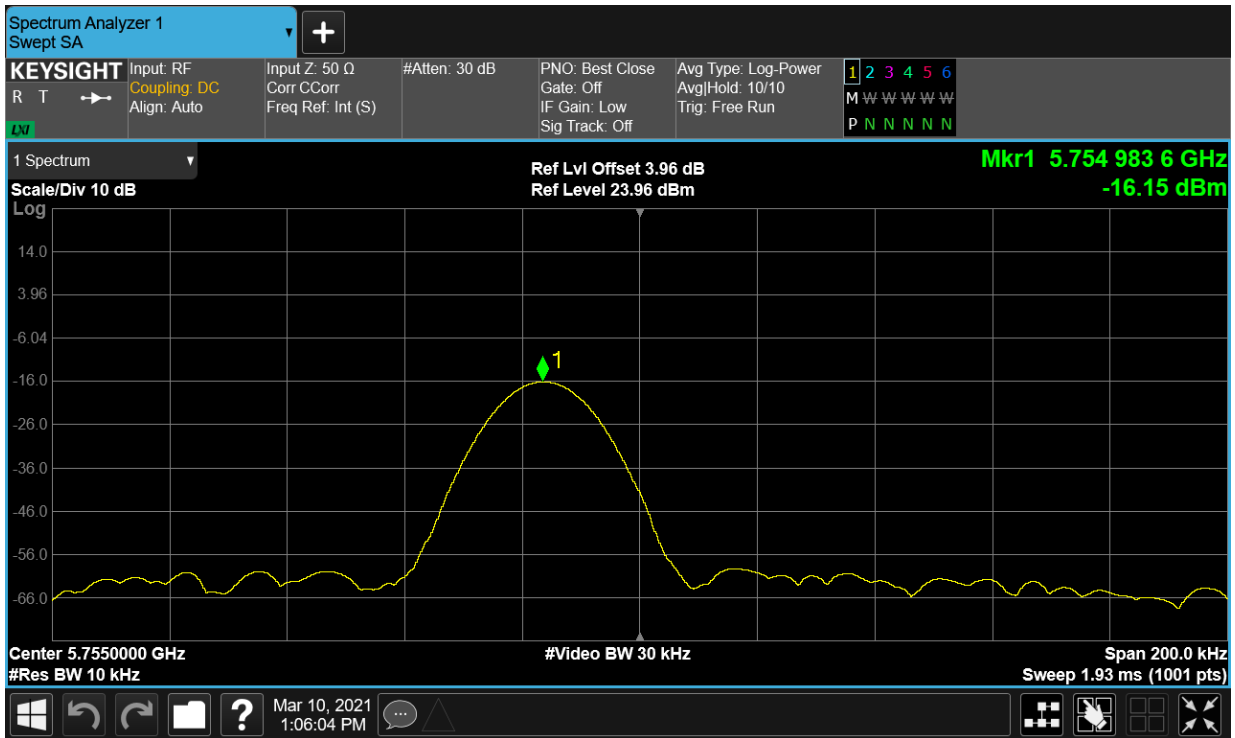 Spectrum Analyzer 1
Swept SA
KEYSIGHT
R T
LXI
Input: RF
Coupling: DC
Align: Auto
Input Z: 50 Ω
Corr CCorr
Freq Ref: Int (S)
#Atten: 30 dB
PNO: Best Close
Gate: Off
IF Gain: Low
Sig Track: Off
Avg Type: Log-Power
Avg|Hold: 10/10
Trig: Free Run
1 2 3 4 5 6
M W W W W W
P N N N N N
1 Spectrum
Scale/Div 10 dB
Log
Ref Lvl Offset 3.96 dB
Ref Level 23.96 dBm
Mkr1 5.754 983 6 GHz
-16.15 dBm
14.0
3.96
-6.04
-16.0
-26.0
-36.0
-46.0
-56.0
-66.0
1
Center 5.7550000 GHz
#Res BW 10 kHz
#Video BW 30 kHz
Span 200.0 kHz
Sweep 1.93 ms (1001 pts)
?
Mar 10, 2021
1:06:04 PM